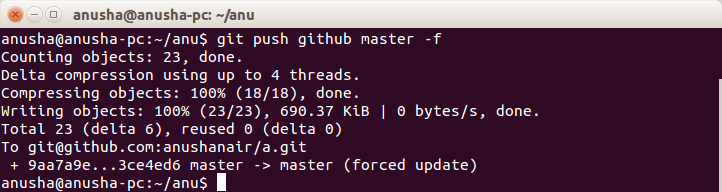 anusha@anusha-pc: ~/anu
anusha@anusha-pc:~/anu$ git push github master -f
Counting objects: 23, done.
Delta compression using up to 4 threads.
Compressing objects: 100% (18/18), done.
Writing objects: 100% (23/23), 690.37 KiB | 0 bytes/s, done.
Total 23 (delta 6), reused 0 (delta 0)
To git@github.com:anushanair/a.git
 + 9aa7a9e...3ce4ed6 master -> master (forced update)
anusha@anusha-pc:~/anu$